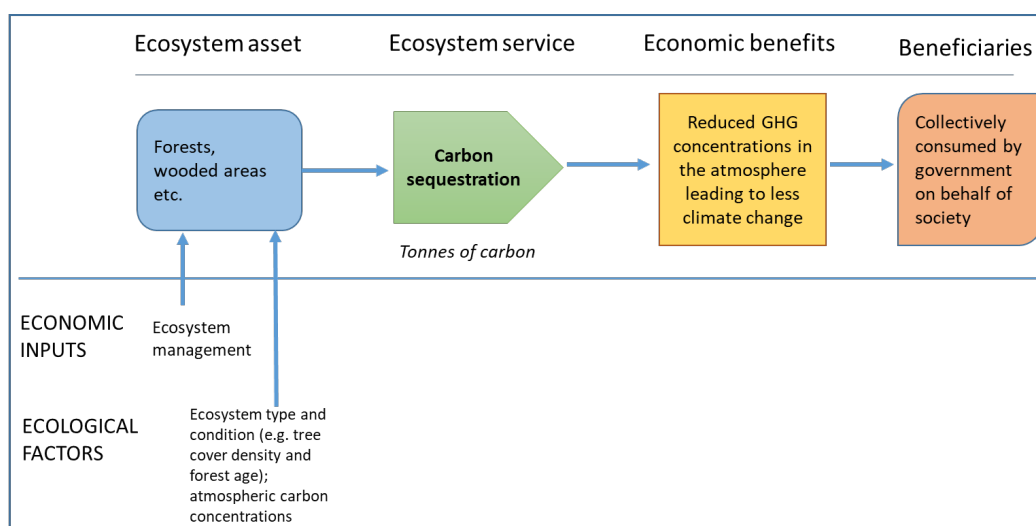 Ecosystem asset
Ecosystem service
Economic benefits
Beneficiaries
Forests,
wooded areas
etc.
Carbon
sequestration
Tonnes of carbon
Reduced GHG
concentrations in
the atmosphere
leading to less
climate change
Collectively
consumed by
government
on behalf of
society
ECONOMIC
INPUTS
Ecosystem
management
ECOLOGICAL
FACTORS
Ecosystem type and
condition (e.g. tree
cover density and
forest age);
atmospheric carbon
concentrations